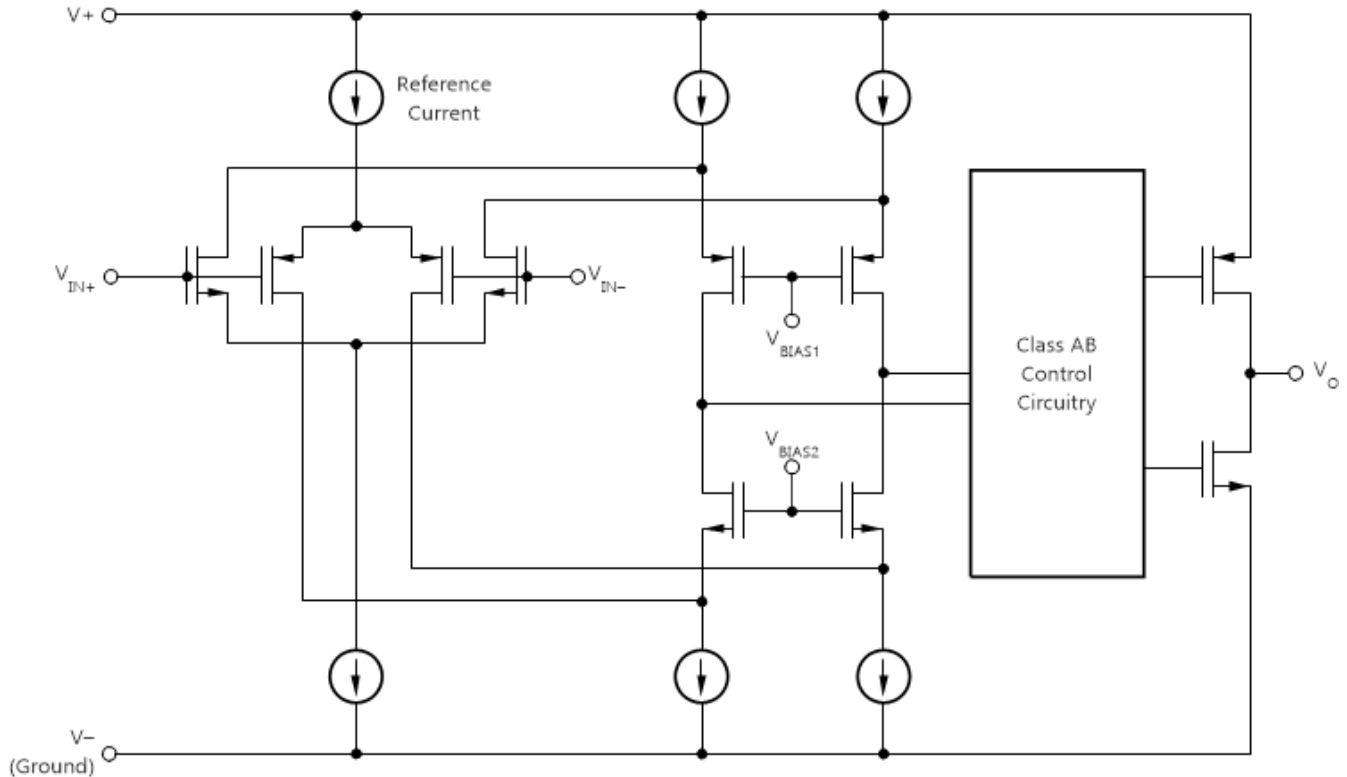 V+
Reference
Current
VIN+
VIN−
VBIAS1
Class AB
Control
Circuitry
VO
VBIAS2
V−
(Ground)